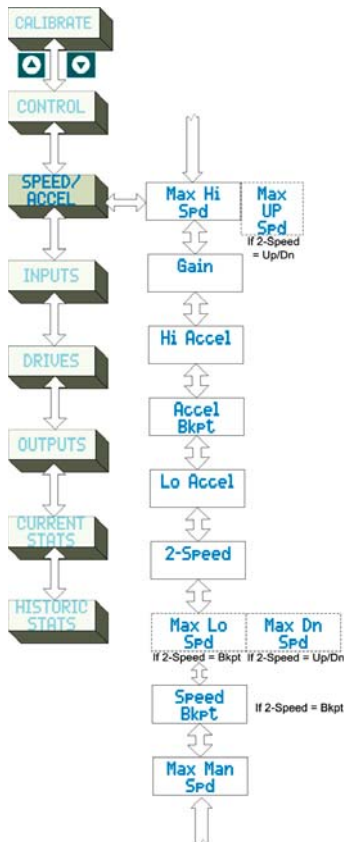 CALIBRATE
CONTROL
SPEED/
ACCEL
INPUTS
DRIVES
OUTPUTS
CURRENT
STATS
HISTORIC
STATS
Max Hi
Spd
Max
UP
Spd
If 2-Speed
= Up/Dn
Gain
Hi Accel
Accel
Bkpt
Lo Accel
2-Speed
Max Lo
Spd
If 2-Speed = Bkpt
Max Dn
Spd
If 2-Speed = Up/Dn
Speed
Bkpt
If 2-Speed = Bkpt
Max Man
Spd